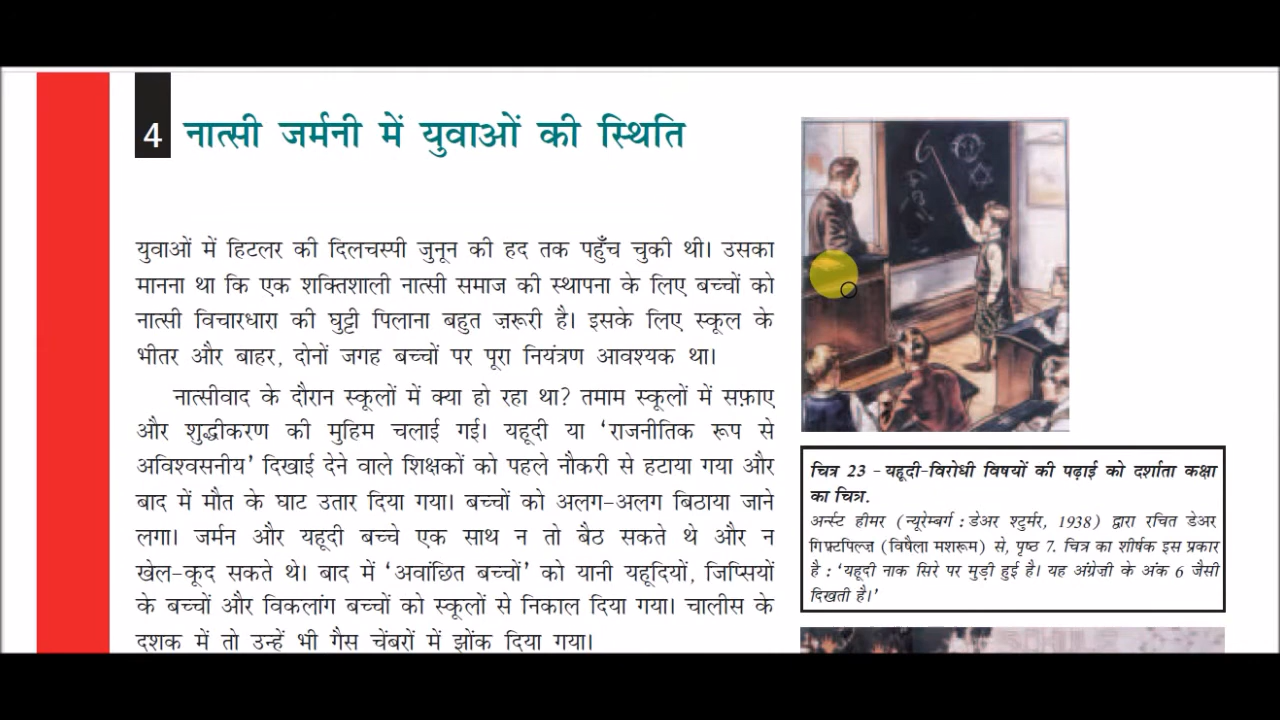 4 नात्सी जर्मनी में युवाओं की स्थिति
युवाओं में हिटलर की दिलचस्पी जुनून की हद तक पहुँच चुकी थी। उसका
मानना था कि एक शक्तिशाली नात्सी समाज की स्थापना के लिए बच्चों को
नात्सी विचारधारा की घुट्टी पिलाना बहुत ज़रूरी है। इसके लिए स्कूल के
भीतर और बाहर, दोनों जगह बच्चों पर पूरा नियंत्रण आवश्यक था।
नात्सीवाद के दौरान स्कूलों में क्या हो रहा था? तमाम स्कूलों में सफ़ाए
और शुद्धीकरण की मुहिम चलाई गई। यहूदी या ‘राजनीतिक रूप से
अविश्वसनीय’ दिखाई देने वाले शिक्षकों को पहले नौकरी से हटाया गया और
बाद में मौत के घाट उतार दिया गया। बच्चों को अलग-अलग बिठाया जाने
लगा। जर्मन और यहूदी बच्चे एक साथ न तो बैठ सकते थे और न
खेल-कूद सकते थे। बाद में ‘अवांछित बच्चों’ को यानी यहूदियों, जिप्सियों
के बच्चों और विकलांग बच्चों को स्कूलों से निकाल दिया गया। चालीस के
दशक में तो उन्हें भी गैस चेंबरों में झोंक दिया गया।
6
चित्र 23 - यहूदी-विरोधी विषयों की पढ़ाई को दर्शाता कक्षा
का चित्र.
अर्न्स्ट हीमर (न्यूरेम्बर्ग : डेअर श्टुर्मर, 1938) द्वारा रचित डेअर
गिफ़्टपिल्ज़ (विषैला मशरूम) से, पृष्ठ 7. चित्र का शीर्षक इस प्रकार
है : ‘यहूदी नाक सिरे पर मुड़ी हुई है। यह अंग्रेज़ी के अंक 6 जैसी
दिखती है।’